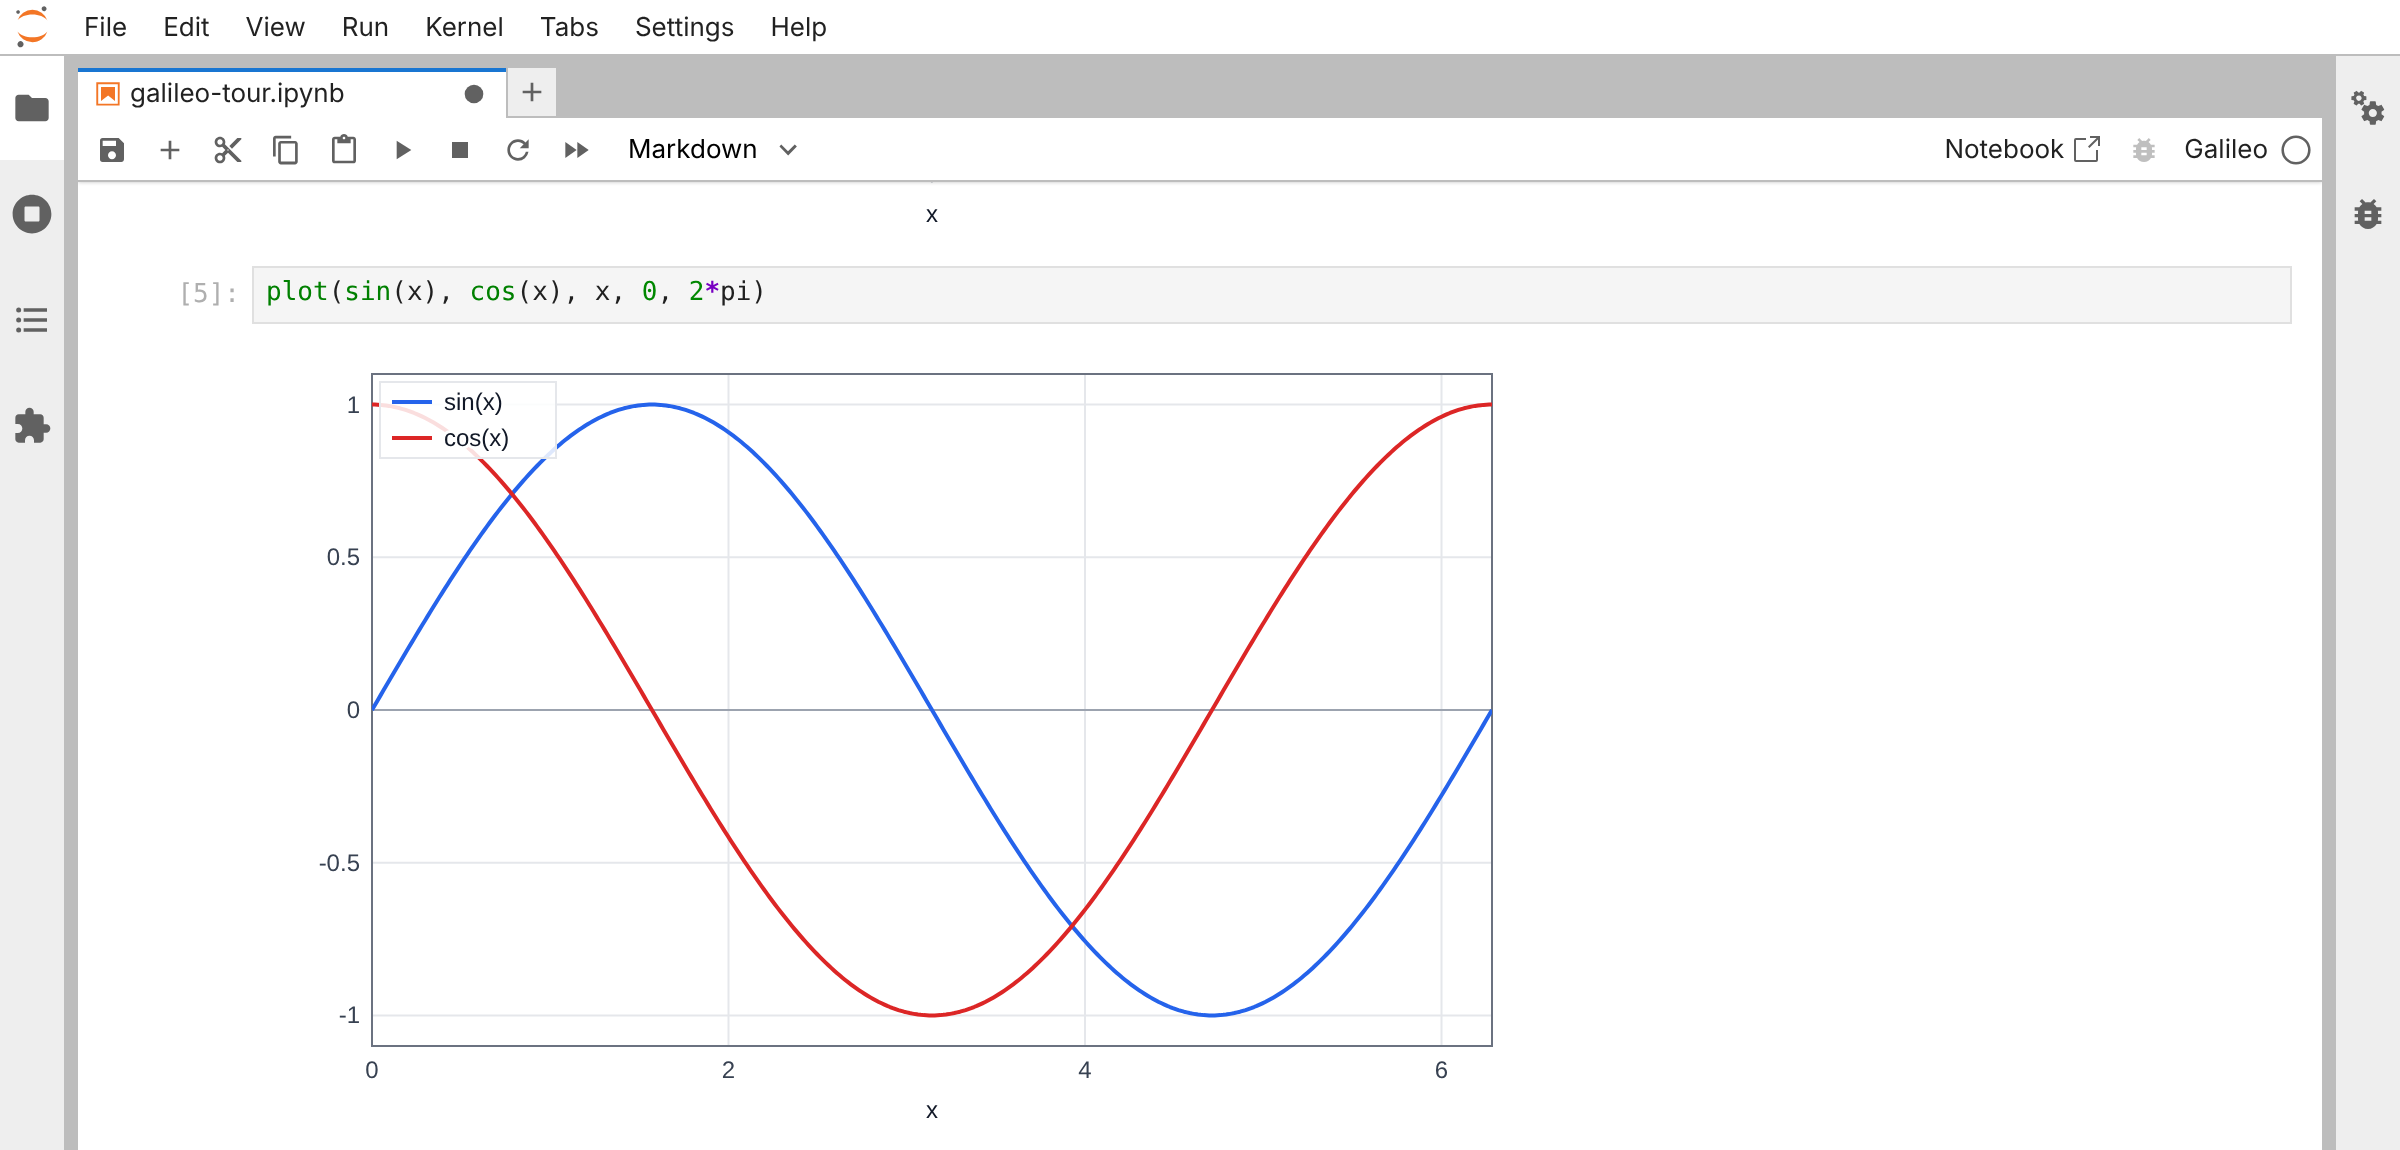 File Edit View Run Kernel Tabs Settings Help
galileo-tour.ipynb
Markdown Notebook Galileo
x
[5]: plot(sin(x), cos(x), x, 0, 2*pi)
sin(x)
cos(x)
1
0.5
0
-0.5
-1
0 2 4 6
x